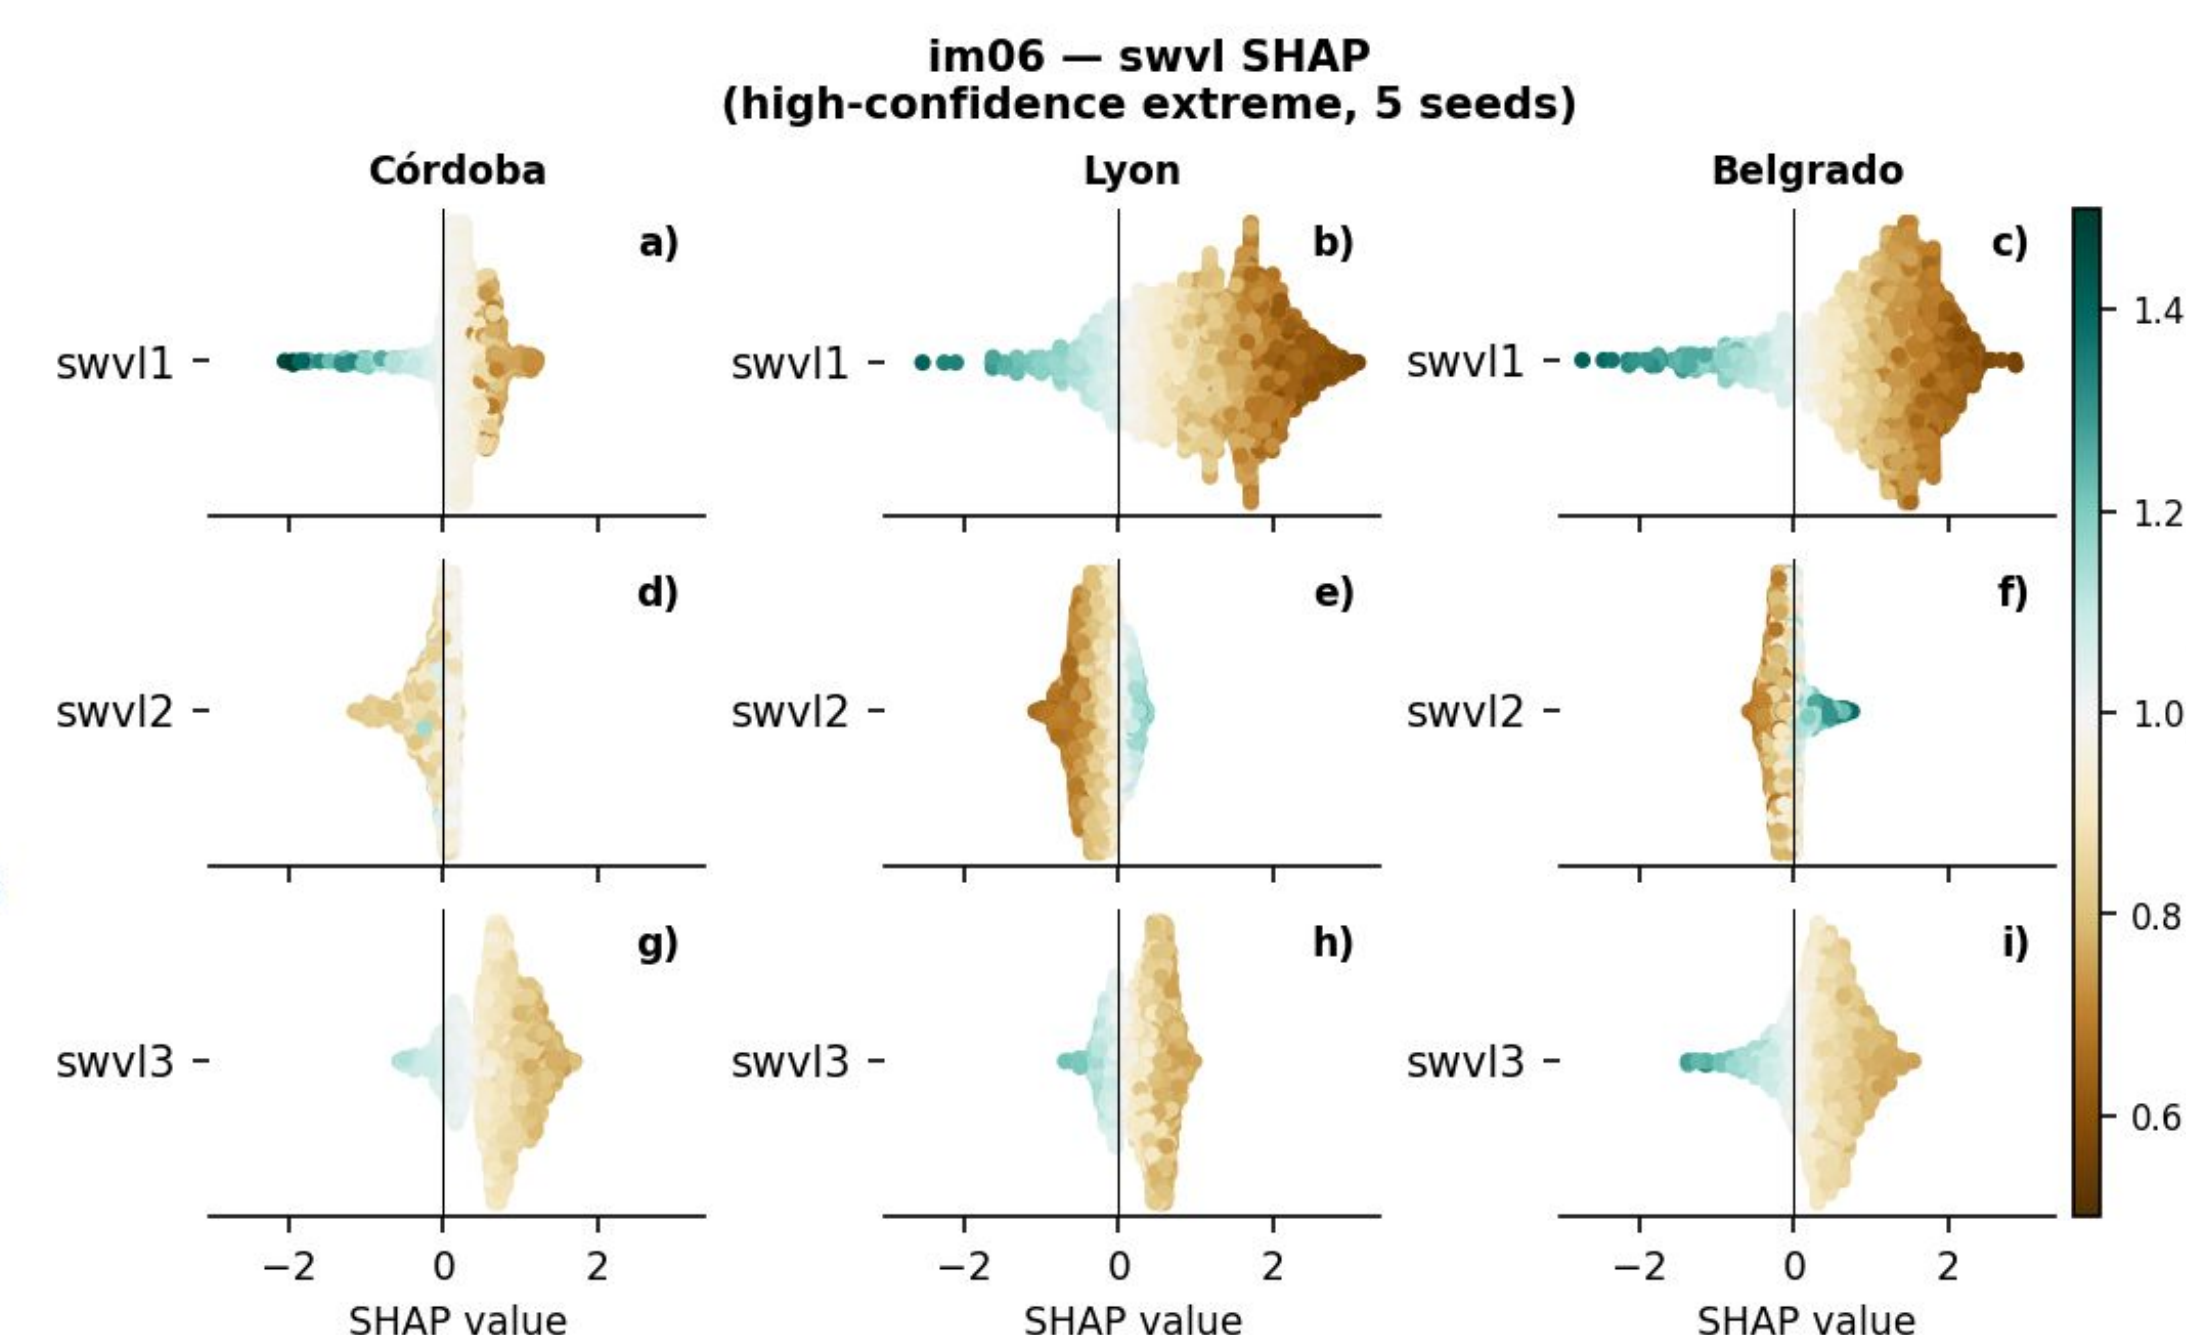 im06 — swvl SHAP
(high-confidence extreme, 5 seeds)
Córdoba Lyon Belgrado
a) b) c)
swvl1 swvl1 swvl1
d) e) f)
swvl2 swvl2 swvl2
g) h) i)
swvl3 swvl3 swvl3
1.4
1.2
1.0
0.8
0.6
−2 0 2 −2 0 2 −2 0 2
SHAP value SHAP value SHAP value